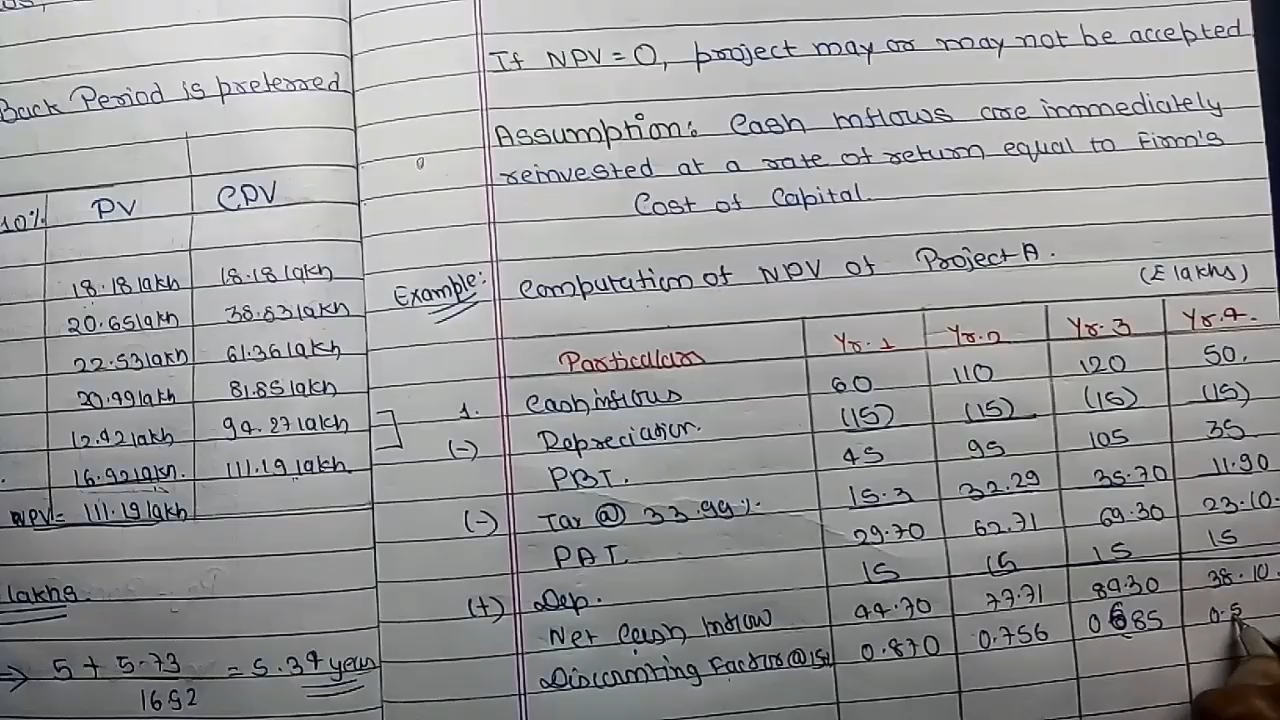 Back Period is preferred
10% PV CPV
18.18 lakh 18.18 lakh
20.65 lakh 38.83 lakh
22.53 lakh 61.36 lakh
20.49 lakh 81.85 lakh
12.42 lakh 94.27 lakh
16.92 lakh. 111.19 lakh
NPV = 111.19 lakh
lakhs.
⇒ 5 + 5.73 = 5.34 years
1692
If NPV = 0, project may or may not be accepted
Assumption: Cash inflows are immediately
reinvested at a rate of return equal to Firm's
Cost of Capital.
Example: Computation of NPV of Project A.
(£ lakhs)
Particulars Yr. 1 Yr. 2 Yr. 3 Yr. 4.
1. Cash inflows 60 110 120 50.
(-) Depreciation. (15) (15) (15) (15)
PBT. 45 95 105 35
(-) Tax @ 33.99%. 15.3 32.29 35.70 11.90
PAT. 29.70 62.71 69.30 23.10
(+) Dep. 15 15 15 15
Net Cash Inflow 44.70 77.71 84.30 38.10
Discounting Factor @ 15% 0.870 0.756 0.685 0.5